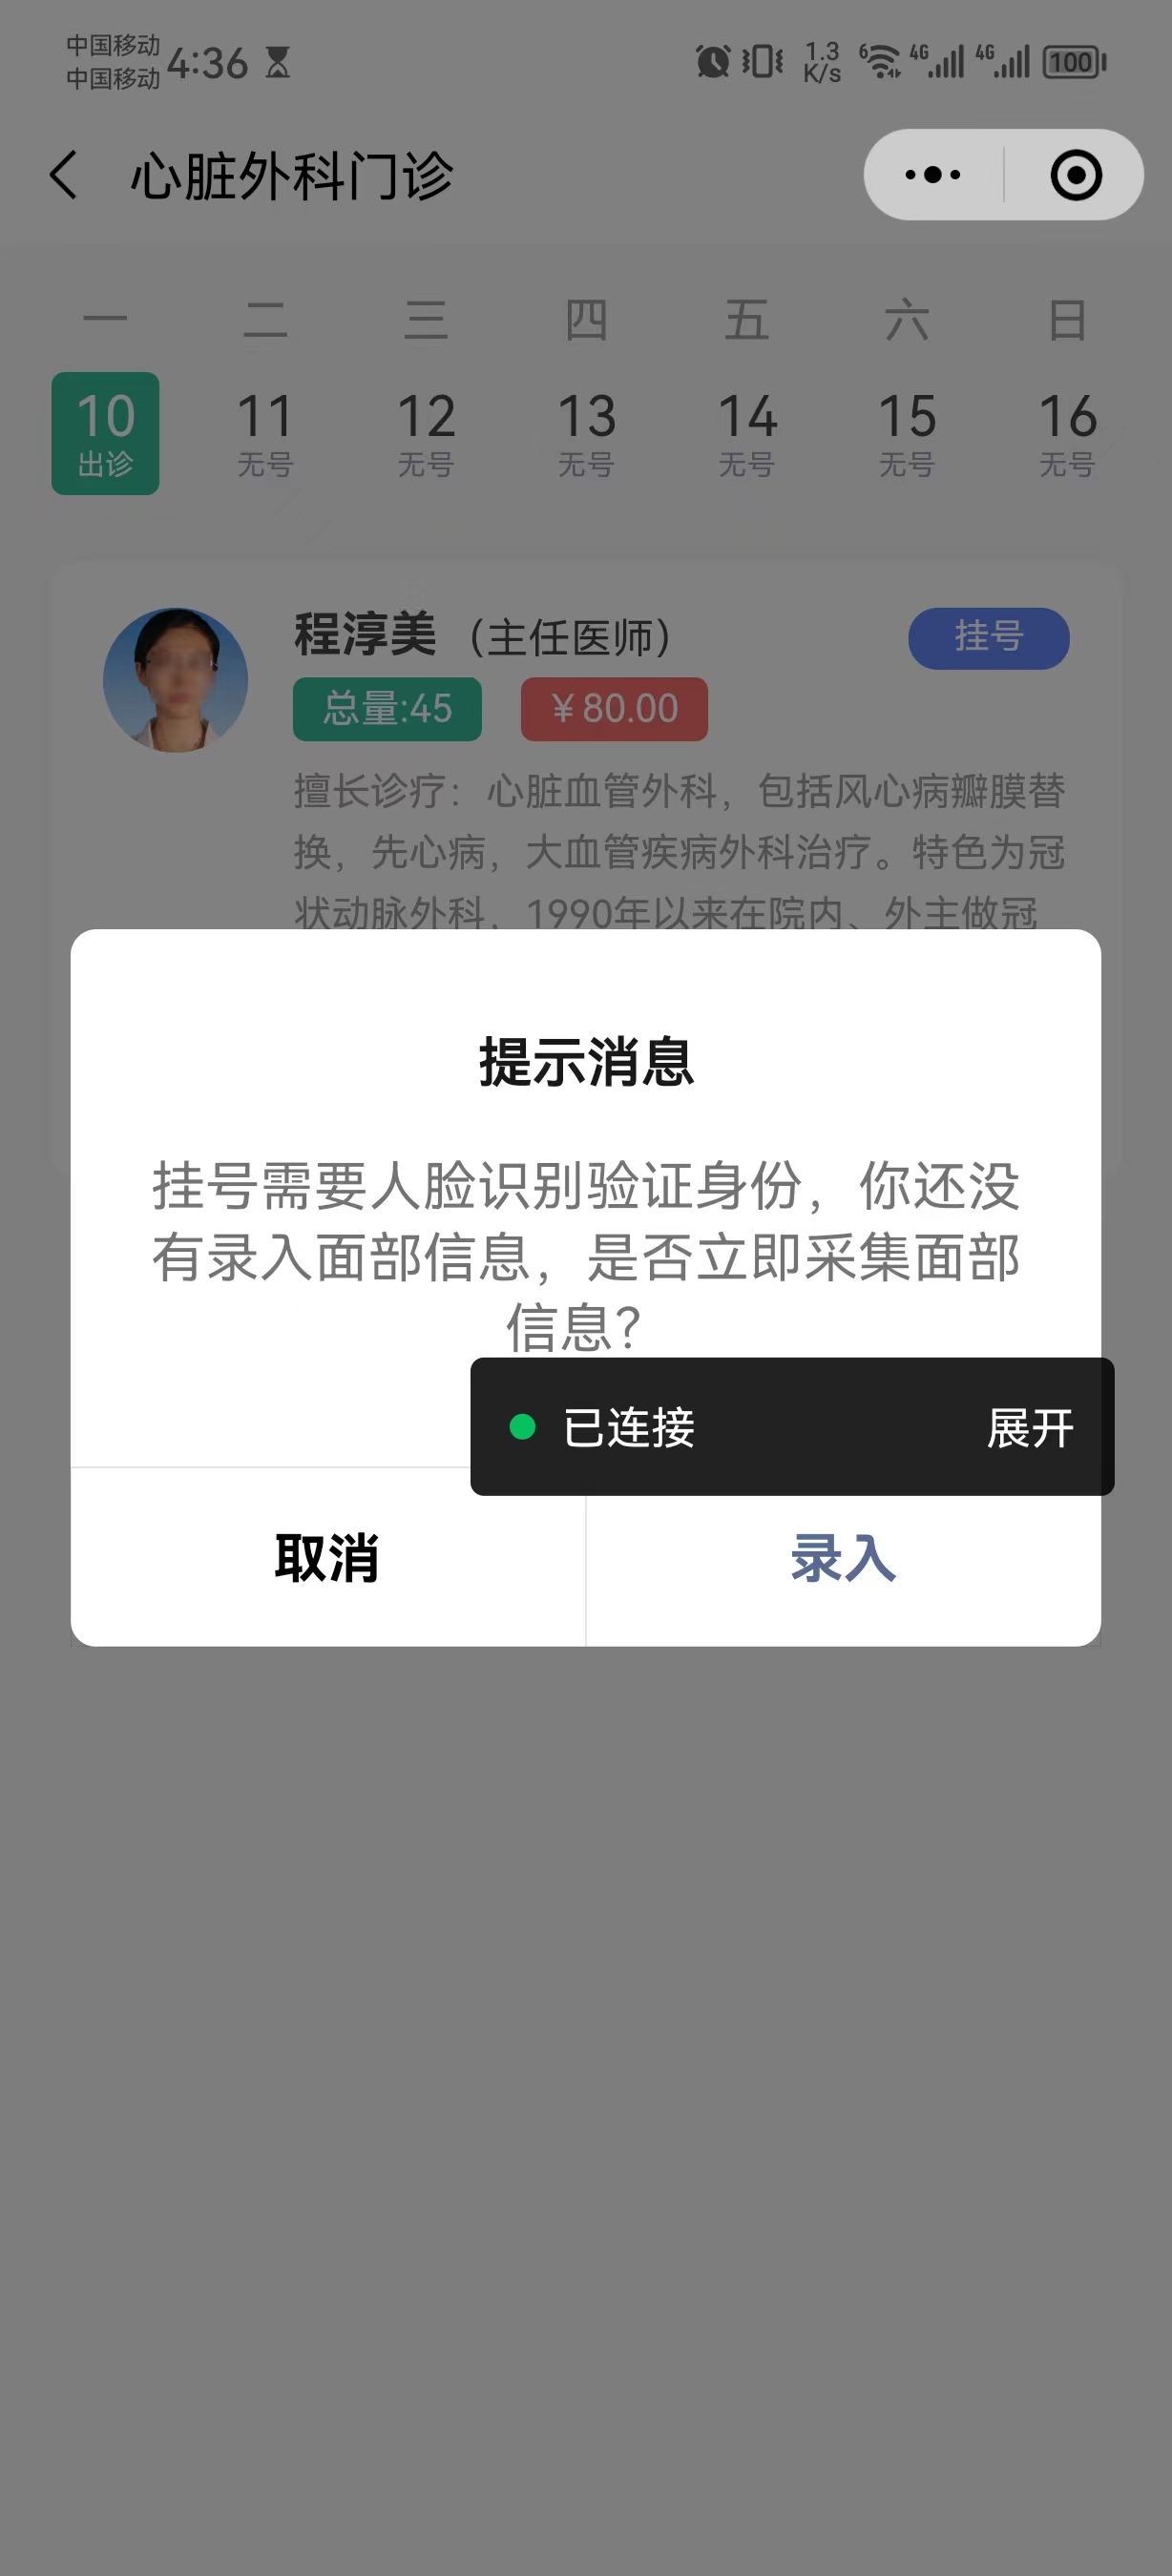 中国移动
中国移动
4:36
1.3
K/s
6
4G
4G
100
心脏外科门诊
一 二 三 四 五 六 日
10 11 12 13 14 15 16
出诊 无号 无号 无号 无号 无号 无号
程淳美 (主任医师) 挂号
总量:45 ￥80.00
擅长诊疗：心脏血管外科，包括风心病瓣膜替
换，先心病，大血管疾病外科治疗。特色为冠
状动脉外科，1990年以来在院内、外主做冠
提示消息
挂号需要人脸识别验证身份，你还没
有录入面部信息，是否立即采集面部
信息？
已连接 展开
取消 录入